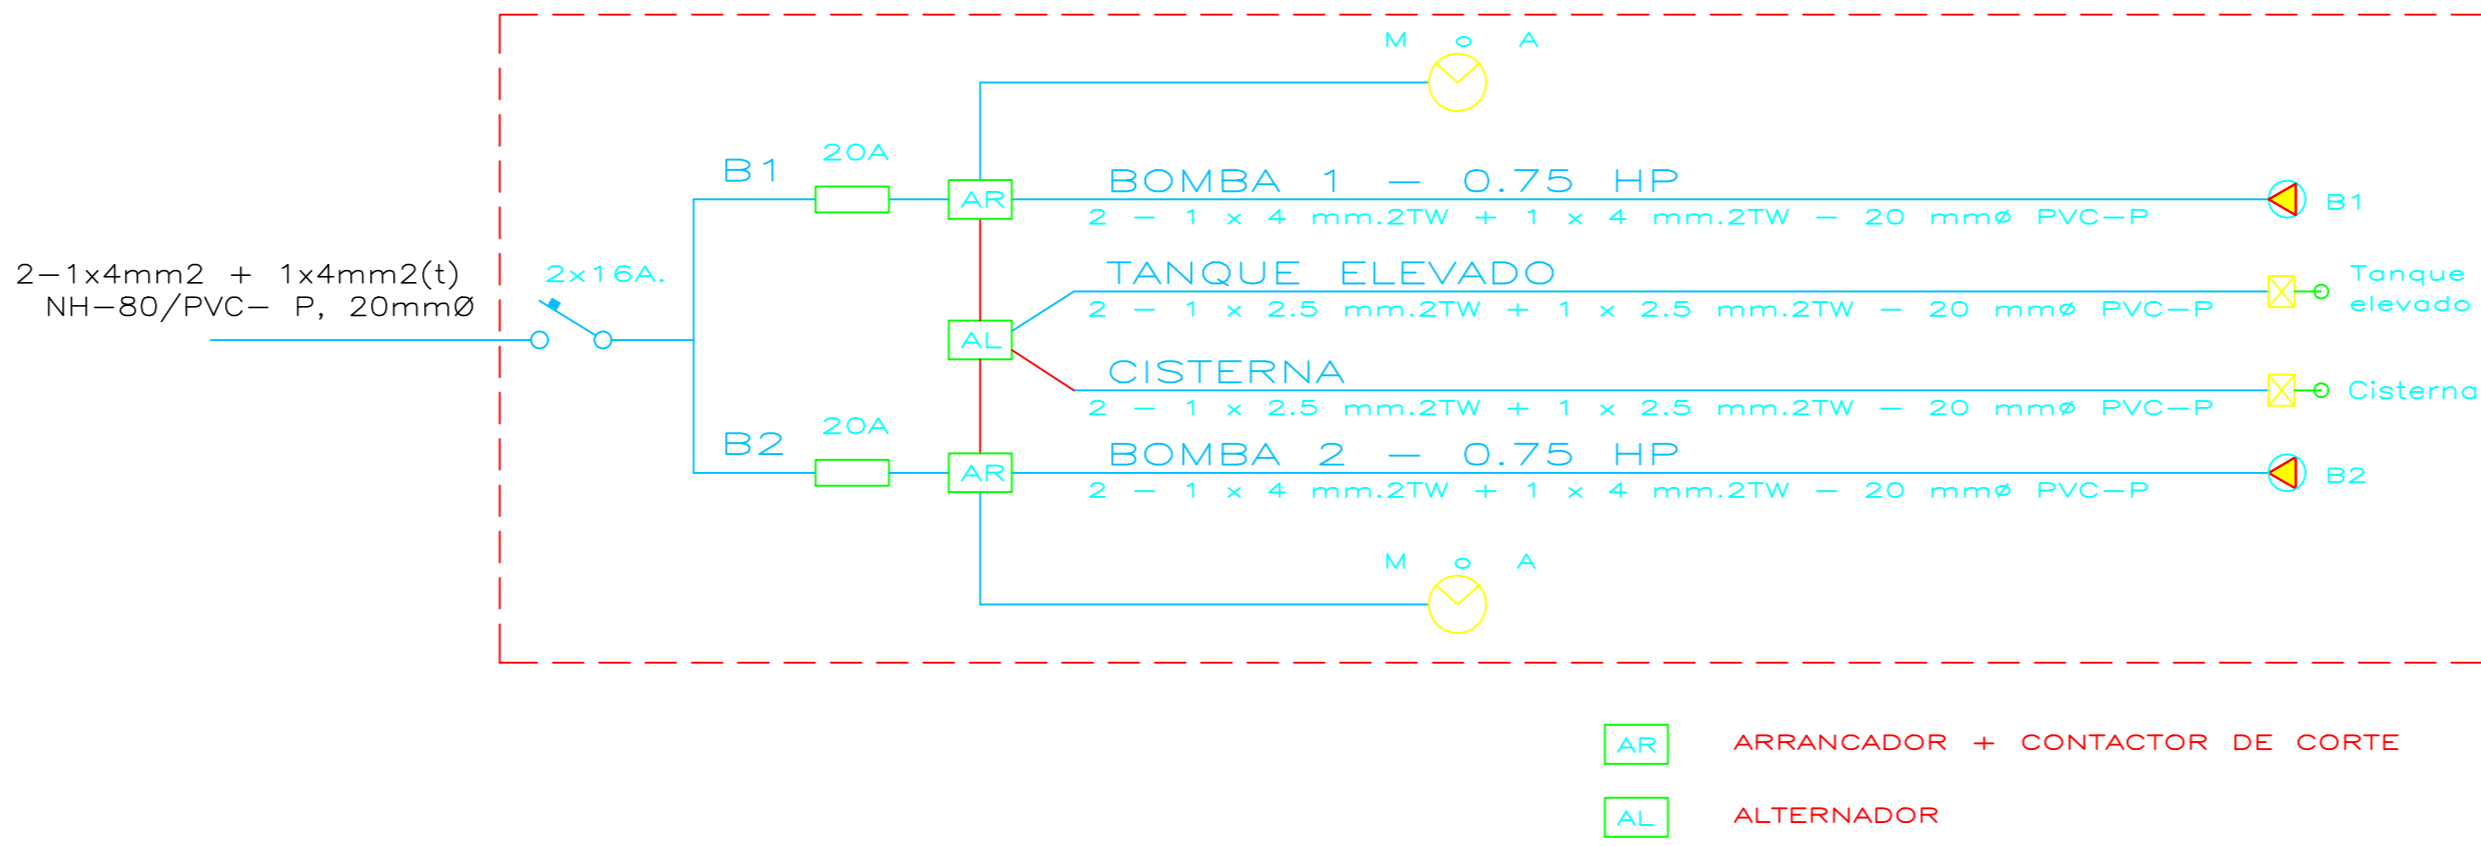 M o A
20A
B1
BOMBA 1 - 0.75 HP
AR
2 - 1 x 4 mm.2TW + 1 x 4 mm.2TW - 20 mmø PVC-P
B1
2-1x4mm2 + 1x4mm2(t)
NH-80/PVC- P, 20mmØ
2x16A.
TANQUE ELEVADO
2 - 1 x 2.5 mm.2TW + 1 x 2.5 mm.2TW - 20 mmø PVC-P
Tanque
elevado
AL
CISTERNA
2 - 1 x 2.5 mm.2TW + 1 x 2.5 mm.2TW - 20 mmø PVC-P
Cisterna
20A
B2
BOMBA 2 - 0.75 HP
AR
2 - 1 x 4 mm.2TW + 1 x 4 mm.2TW - 20 mmø PVC-P
B2
M o A
AR ARRANCADOR + CONTACTOR DE CORTE
AL ALTERNADOR